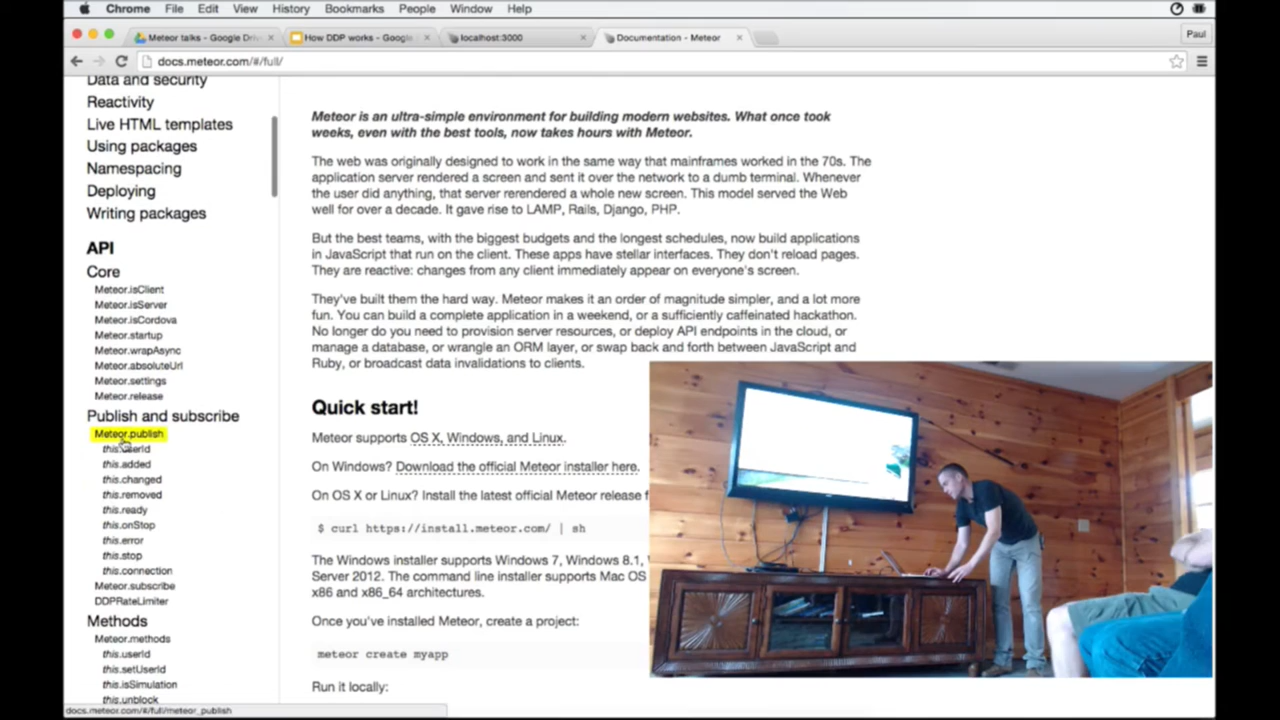 Chrome File Edit View History Bookmarks People Window Help
Meteor talks - Google Driv
How DDP works - Google
localhost:3000
Documentation - Meteor
Paul
docs.meteor.com/#/full/
Data and security
Reactivity
Live HTML templates
Using packages
Namespacing
Deploying
Writing packages
API
Core
Meteor.isClient
Meteor.isServer
Meteor.isCordova
Meteor.startup
Meteor.wrapAsync
Meteor.absoluteUrl
Meteor.settings
Meteor.release
Publish and subscribe
Meteor.publish
this.userId
this.added
this.changed
this.removed
this.ready
this.onStop
this.error
this.stop
this.connection
Meteor.subscribe
DDPRateLimiter
Methods
Meteor.methods
this.userId
this.setUserId
this.isSimulation
this.unblock
Meteor is an ultra-simple environment for building modern websites. What once took
weeks, even with the best tools, now takes hours with Meteor.
The web was originally designed to work in the same way that mainframes worked in the 70s. The
application server rendered a screen and sent it over the network to a dumb terminal. Whenever
the user did anything, that server rerendered a whole new screen. This model served the Web
well for over a decade. It gave rise to LAMP, Rails, Django, PHP.
But the best teams, with the biggest budgets and the longest schedules, now build applications
in JavaScript that run on the client. These apps have stellar interfaces. They don't reload pages.
They are reactive: changes from any client immediately appear on everyone's screen.
They've built them the hard way. Meteor makes it an order of magnitude simpler, and a lot more
fun. You can build a complete application in a weekend, or a sufficiently caffeinated hackathon.
No longer do you need to provision server resources, or deploy API endpoints in the cloud, or
manage a database, or wrangle an ORM layer, or swap back and forth between JavaScript and
Ruby, or broadcast data invalidations to clients.
Quick start!
Meteor supports OS X, Windows, and Linux.
On Windows? Download the official Meteor installer here.
On OS X or Linux? Install the latest official Meteor release f
$ curl https://install.meteor.com/ | sh
The Windows installer supports Windows 7, Windows 8.1,
Server 2012. The command line installer supports Mac OS
x86 and x86_64 architectures.
Once you've installed Meteor, create a project:
meteor create myapp
Run it locally:
docs.meteor.com/#/full/meteor_publish